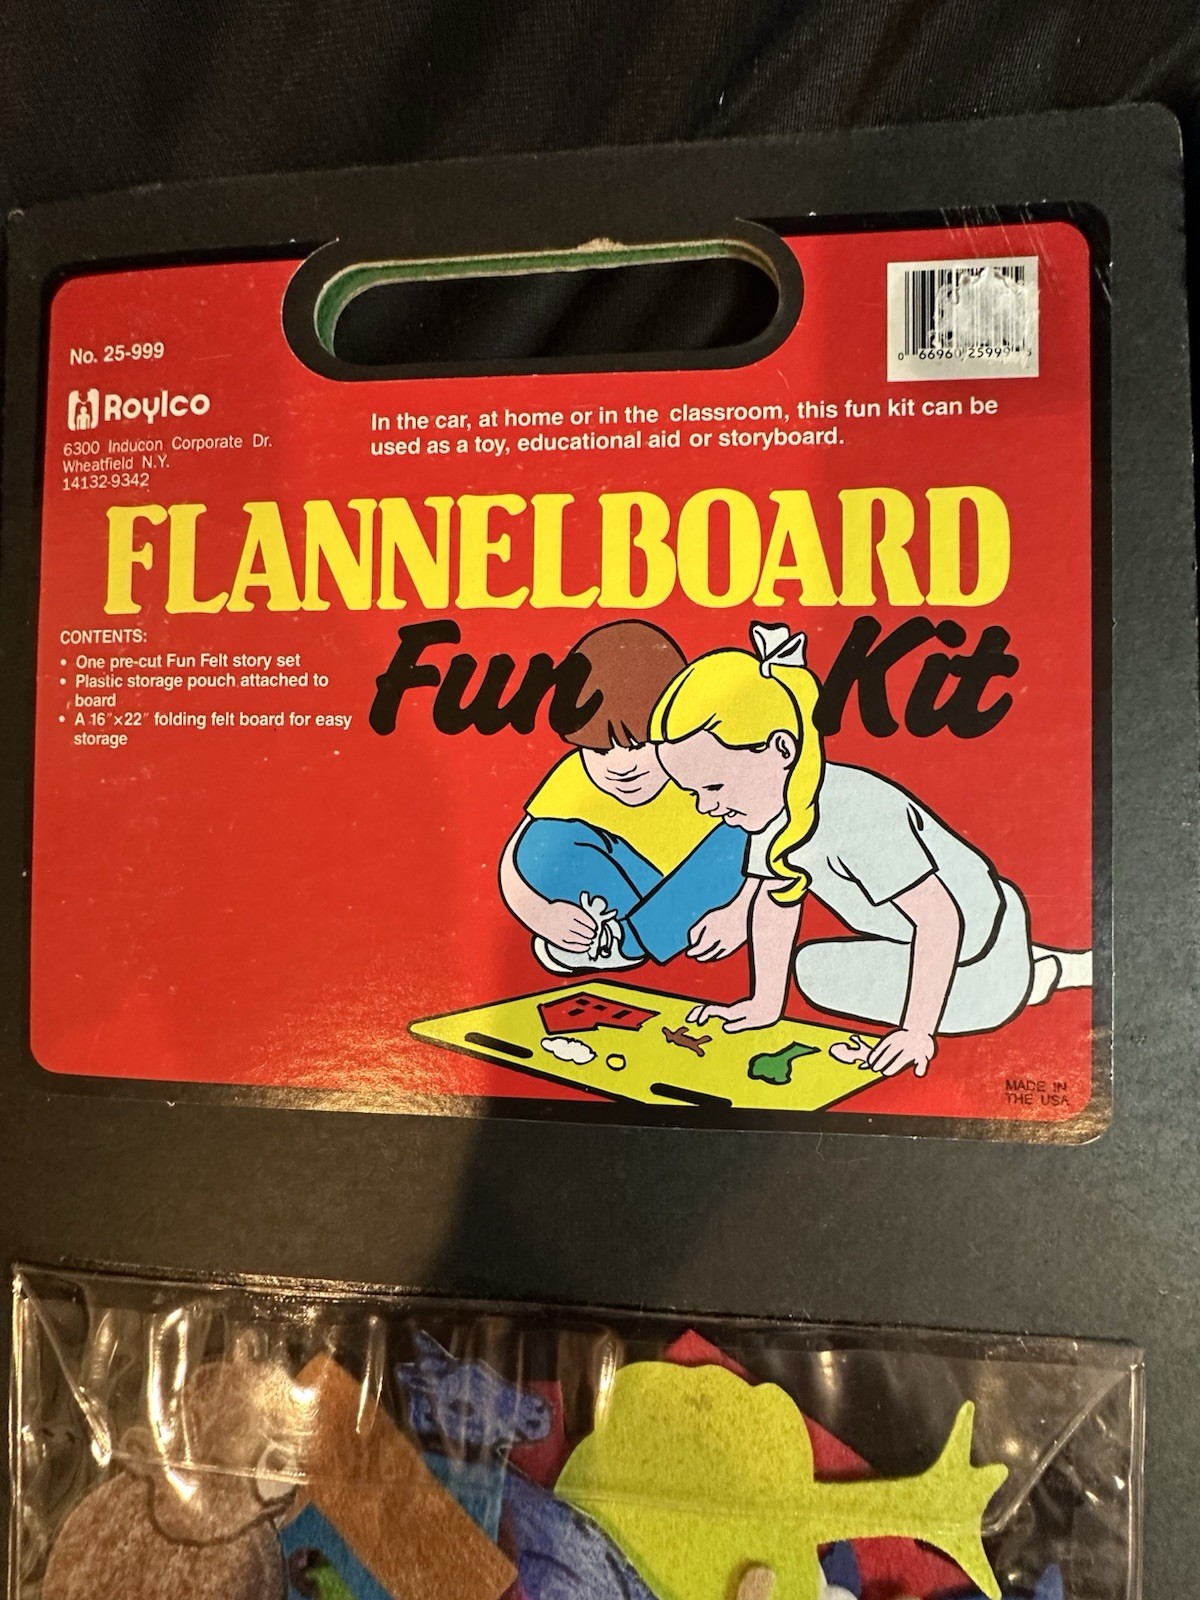 No. 25-999
Roylco
6300 Inducon Corporate Dr.
Wheatfield N.Y.
14132-9342
0 66960 25999
In the car, at home or in the classroom, this fun kit can be
used as a toy, educational aid or storyboard.
FLANNELBOARD
Fun Kit
CONTENTS:
• One pre-cut Fun Felt story set
• Plastic storage pouch attached to
board
• A 16"×22" folding felt board for easy
storage
MADE IN
THE USA